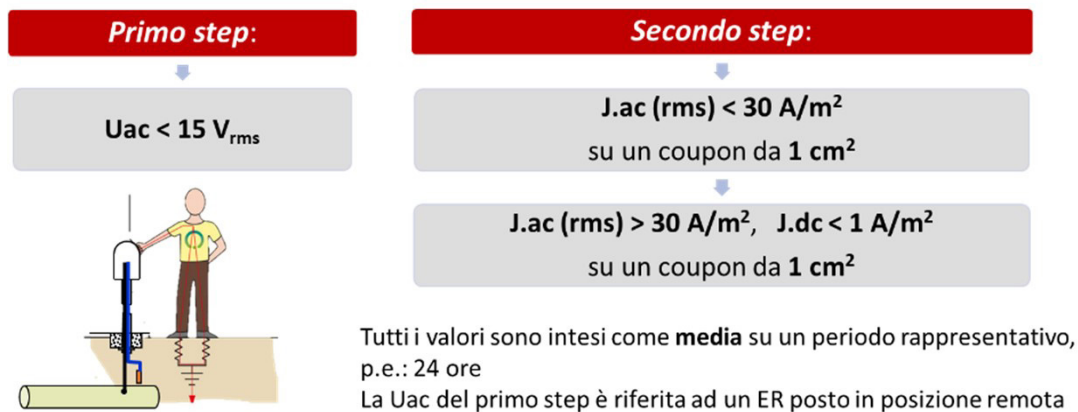 Primo step:
Uac < 15 Vrms
Secondo step:
J.ac (rms) < 30 A/m²
su un coupon da 1 cm²
J.ac (rms) > 30 A/m², J.dc < 1 A/m²
su un coupon da 1 cm²
Tutti i valori sono intesi come media su un periodo rappresentativo,
p.e.: 24 ore
La Uac del primo step è riferita ad un ER posto in posizione remota